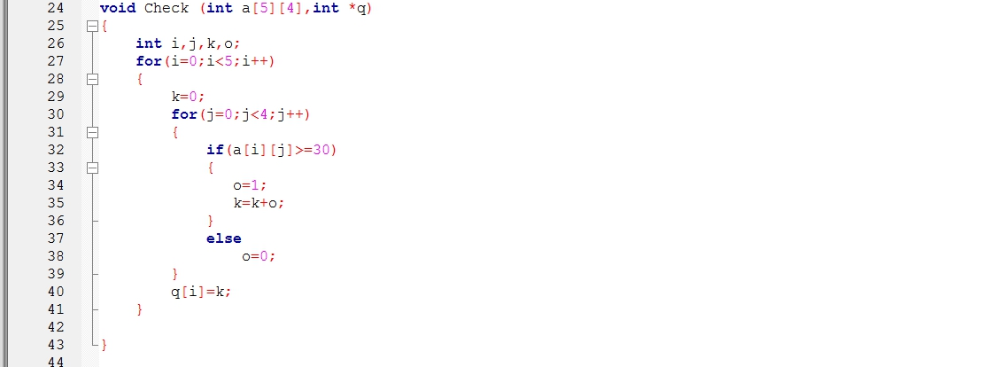 24 void Check (int a[5][4],int *q)
25 {
26 int i,j,k,o;
27 for(i=0;i<5;i++)
28 {
29 k=0;
30 for(j=0;j<4;j++)
31 {
32 if(a[i][j]>=30)
33 {
34 o=1;
35 k=k+o;
36 }
37 else
38 o=0;
39 }
40 q[i]=k;
41 }
42
43 }
44